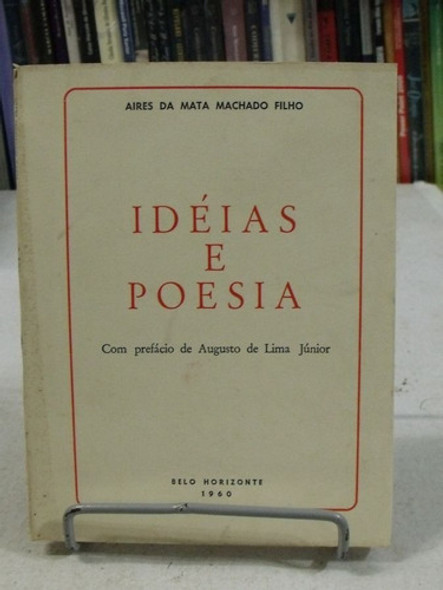 AIRES DA MATA MACHADO FILHO
IDÉIAS
E
POESIA
Com prefácio de Augusto de Lima Júnior
BELO HORIZONTE
1960